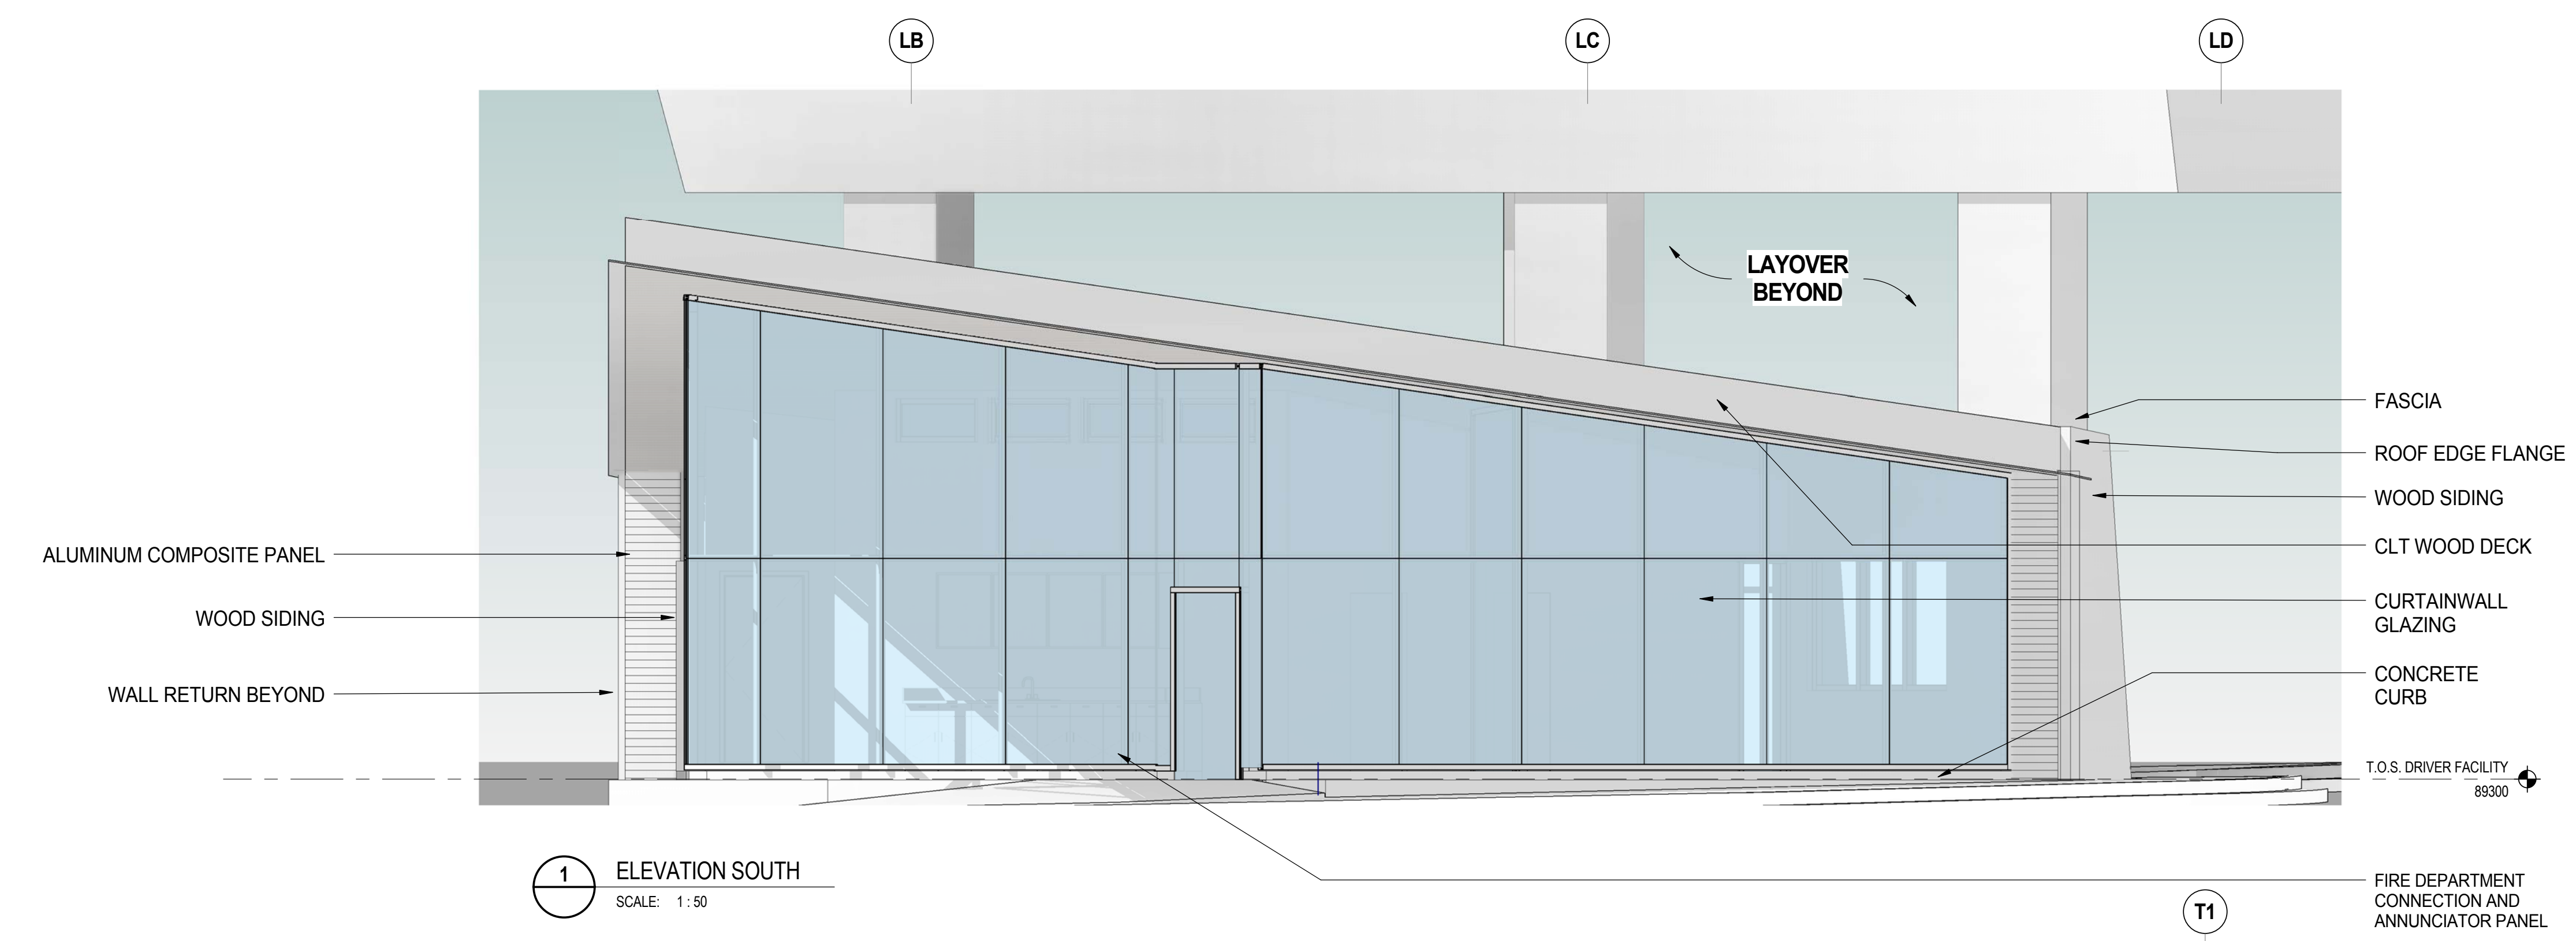 LB
LC
LD
LAYOVER
BEYOND
FASCIA
ROOF EDGE FLANGE
WOOD SIDING
CLT WOOD DECK
CURTAINWALL
GLAZING
CONCRETE
CURB
ALUMINUM COMPOSITE PANEL
WOOD SIDING
WALL RETURN BEYOND
T.O.S. DRIVER FACILITY
89300
1
ELEVATION SOUTH
SCALE: 1 : 50
FIRE DEPARTMENT
CONNECTION AND
ANNUNCIATOR PANEL
T1